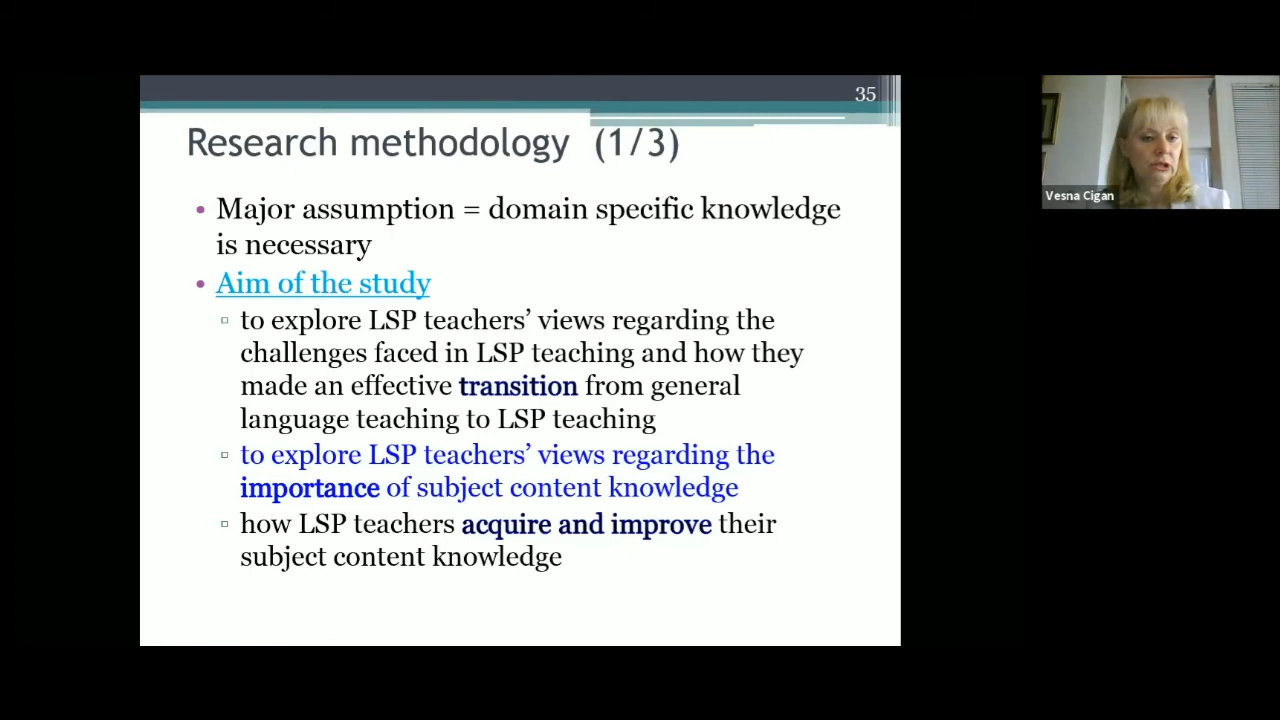 35
Research methodology (1/3)
• Major assumption = domain specific knowledge
is necessary
• Aim of the study
▫ to explore LSP teachers’ views regarding the
challenges faced in LSP teaching and how they
made an effective transition from general
language teaching to LSP teaching
▫ to explore LSP teachers’ views regarding the
importance of subject content knowledge
▫ how LSP teachers acquire and improve their
subject content knowledge
Vesna Cigan